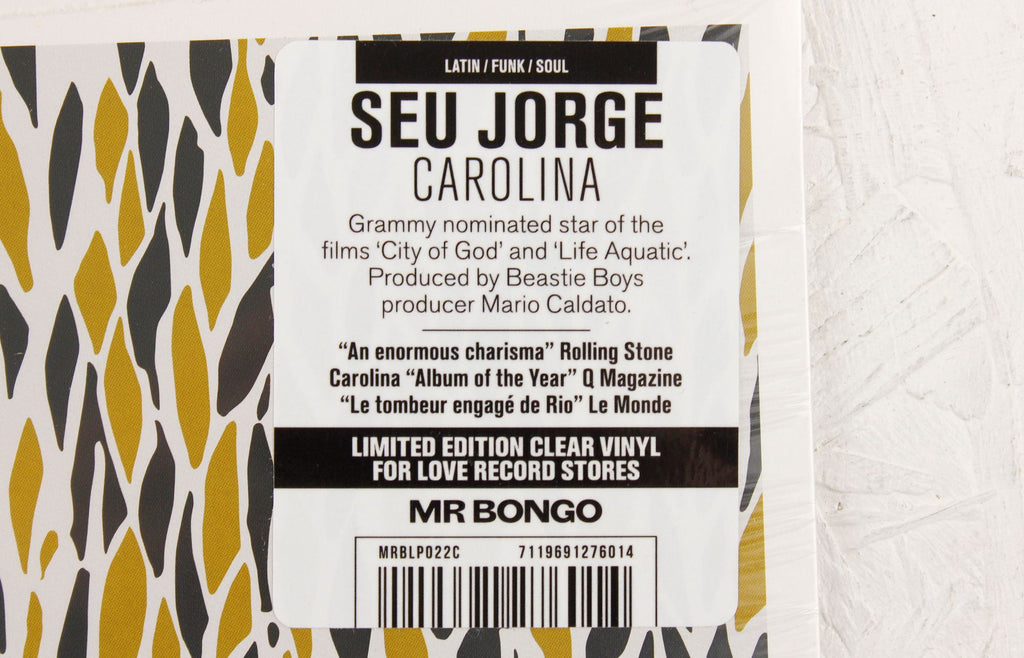 LATIN / FUNK / SOUL
SEU JORGE
CAROLINA
Grammy nominated star of the
films ‘City of God’ and ‘Life Aquatic’.
Produced by Beastie Boys
producer Mario Caldato.
“An enormous charisma” Rolling Stone
Carolina “Album of the Year” Q Magazine
“Le tombeur engagé de Rio” Le Monde
LIMITED EDITION CLEAR VINYL
FOR LOVE RECORD STORES
MR BONGO
MRBLP022C 7119691276014